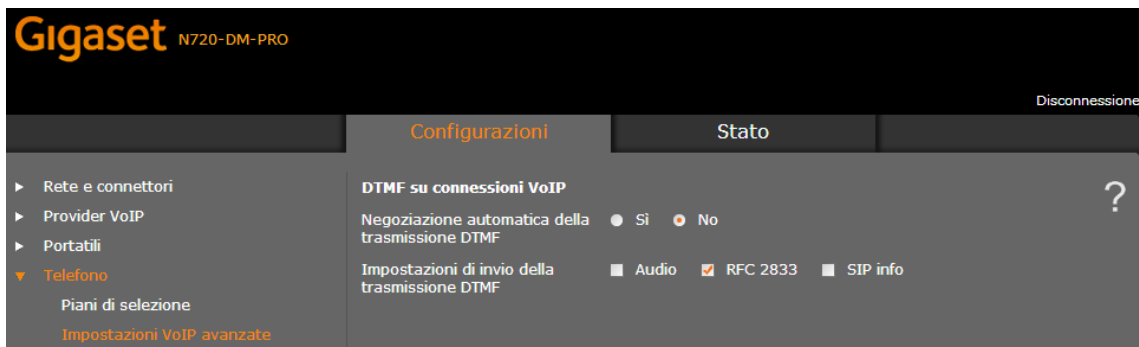 Gigaset N720-DM-PRO
Disconnessione
Configurazioni Stato
Rete e connettori
Provider VoIP
Portatili
Telefono
Piani di selezione
Impostazioni VoIP avanzate
DTMF su connessioni VoIP
?
Negoziazione automatica della
trasmissione DTMF
Sì No
Impostazioni di invio della
trasmissione DTMF
Audio RFC 2833 SIP info